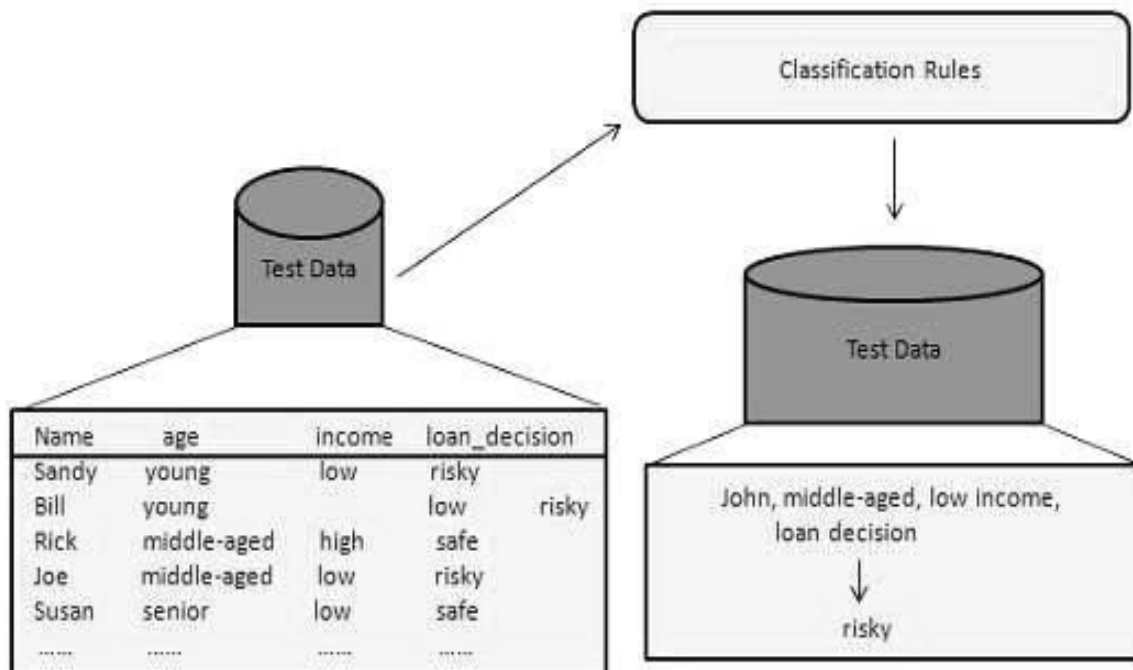 Classification Rules
Test Data
Name age income loan_decision
Sandy young low risky
Bill young low risky
Rick middle-aged high safe
Joe middle-aged low risky
Susan senior low safe
...... ...... ...... ......
Test Data
John, middle-aged, low income,
loan decision
risky